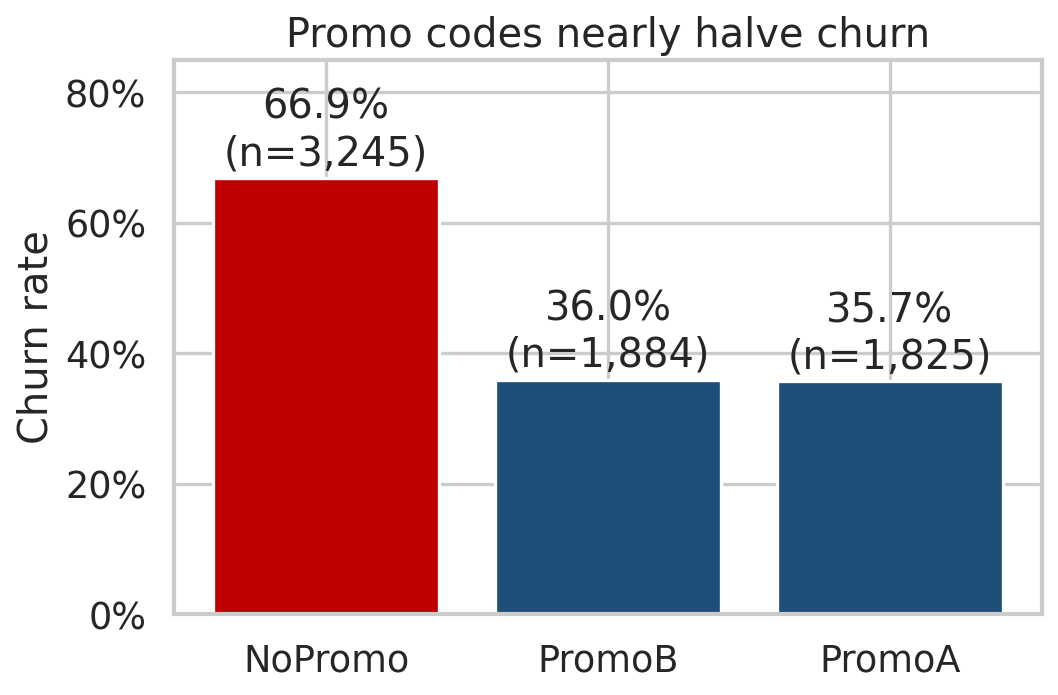 Promo codes nearly halve churn
Churn rate
80%
60%
40%
20%
0%
66.9%
(n=3,245)
36.0%
(n=1,884)
35.7%
(n=1,825)
NoPromo
PromoB
PromoA